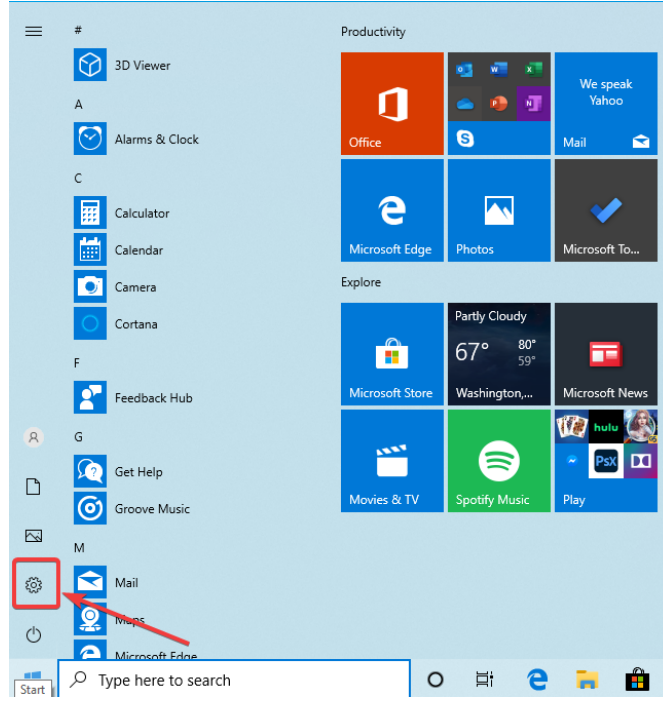 #
3D Viewer
A
Alarms & Clock
C
Calculator
Calendar
Camera
Cortana
F
Feedback Hub
G
Get Help
Groove Music
M
Mail
Maps
Microsoft Edge
Productivity
Office
We speak
Yahoo
Mail
Microsoft Edge
Photos
Microsoft To...
Explore
Microsoft Store
Partly Cloudy
67° 80°
59°
Washington,...
Microsoft News
Movies & TV
Spotify Music
hulu
PsX
Play
Start
Type here to search